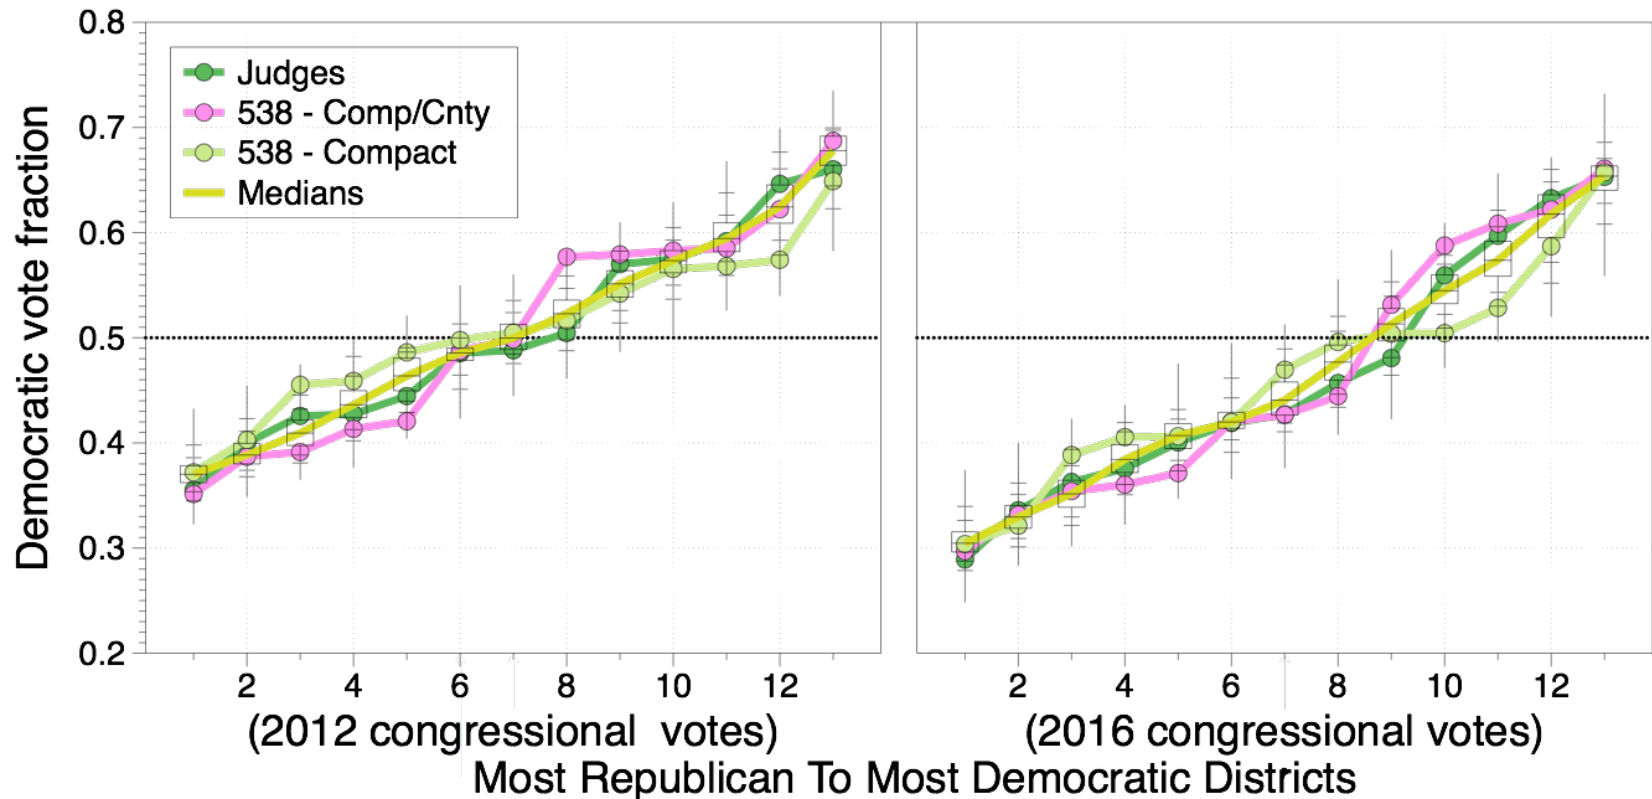 Democratic vote fraction
0.8
0.7
0.6
0.5
0.4
0.3
0.2
Judges
538 - Comp/Cnty
538 - Compact
Medians
2 4 6 8 10 12
2 4 6 8 10 12
(2012 congressional votes)
(2016 congressional votes)
Most Republican To Most Democratic Districts